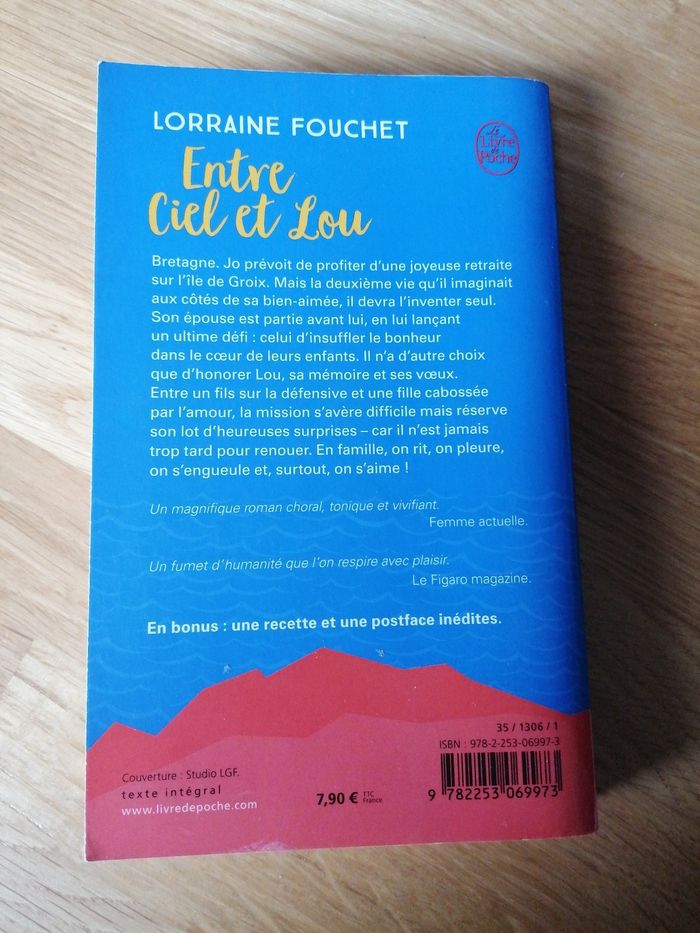 LORRAINE FOUCHET
Le
Livre
de
Poche
Entre
Ciel et Lou
Bretagne. Jo prévoit de profiter d'une joyeuse retraite
sur l'île de Groix. Mais la deuxième vie qu'il imaginait
aux côtés de sa bien-aimée, il devra l'inventer seul.
Son épouse est partie avant lui, en lui lançant
un ultime défi : celui d'insuffler le bonheur
dans le cœur de leurs enfants. Il n'a d'autre choix
que d'honorer Lou, sa mémoire et ses vœux.
Entre un fils sur la défensive et une fille cabossée
par l'amour, la mission s'avère difficile mais réserve
son lot d'heureuses surprises – car il n'est jamais
trop tard pour renouer. En famille, on rit, on pleure,
on s'engueule et, surtout, on s'aime !
Un magnifique roman choral, tonique et vivifiant.
Femme actuelle.
Un fumet d'humanité que l'on respire avec plaisir.
Le Figaro magazine.
En bonus : une recette et une postface inédites.
35 / 1306 / 1
ISBN : 978-2-253-06997-3
Couverture : Studio LGF.
texte intégral
www.livredepoche.com
7,90 € TTC
France
9 782253 069973